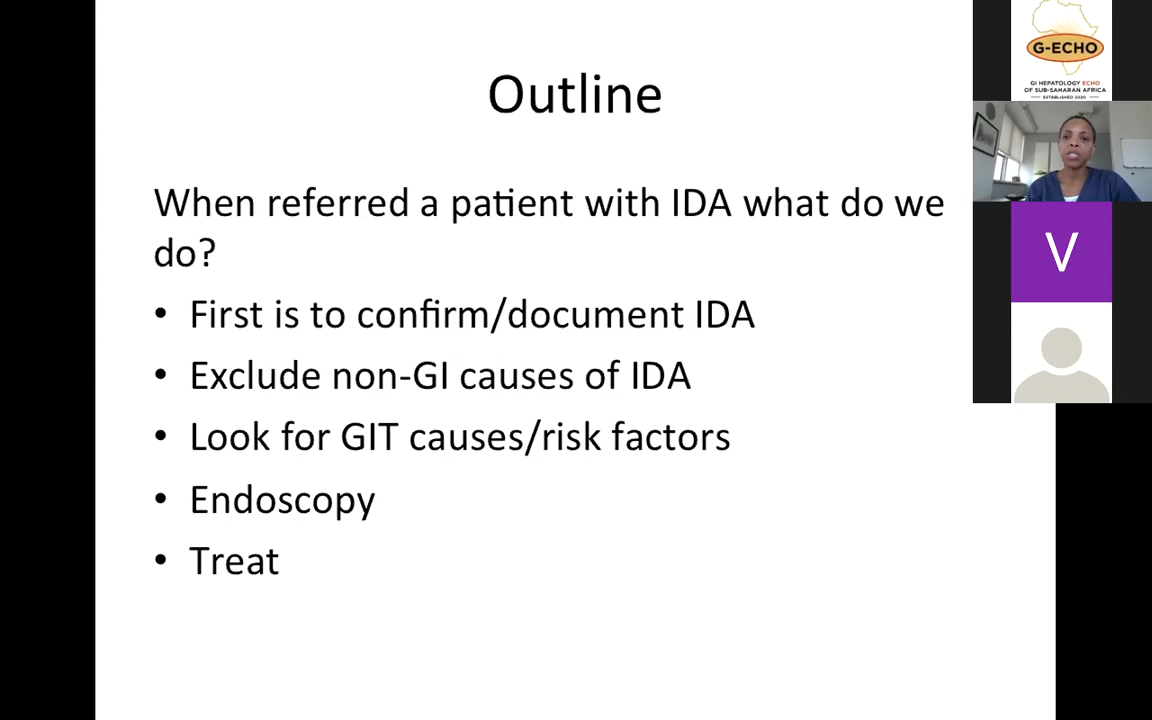 Outline
When referred a patient with IDA what do we
do?
• First is to confirm/document IDA
• Exclude non-GI causes of IDA
• Look for GIT causes/risk factors
• Endoscopy
• Treat
G-ECHO
GI HEPATOLOGY ECHO
OF SUB-SAHARAN AFRICA
ESTABLISHED 2020
V